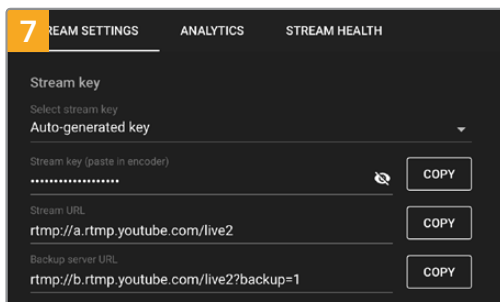 7
REAM SETTINGS ANALYTICS STREAM HEALTH
Stream key
Select stream key
Auto-generated key
Stream key (paste in encoder)
••••••••••••••••••• COPY
Stream URL
rtmp://a.rtmp.youtube.com/live2 COPY
Backup server URL
rtmp://b.rtmp.youtube.com/live2?backup=1 COPY